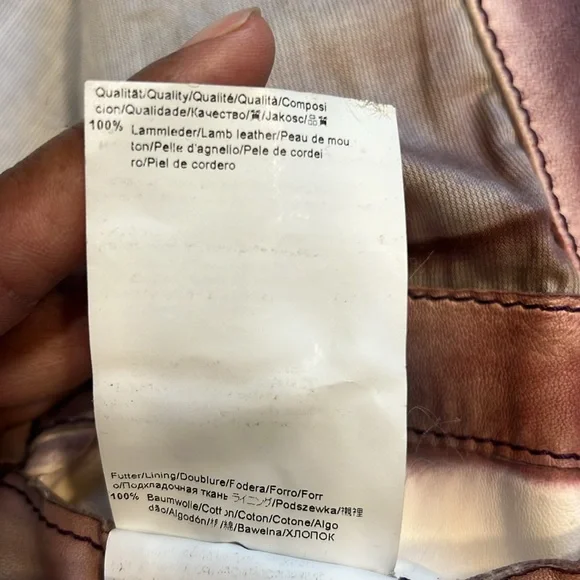 Qualität/Quality/Qualité/Qualità/Composi
ción/Qualidade/Качество/質/Jakosc/品質
100% Lammleder/Lamb leather/Peau de mou
ton/Pelle d'agnello/Pele de cordei
ro/Piel de cordero
Futter/Lining/Doublure/Fodera/Forro/Forr
o/Подкладочная ткань ライニング/Podszewka/襯裡
100% Baumwolle/Cotton/Coton/Cotone/Algo
dão/Algodón/棉/綿/Bawełna/ХЛОПОК